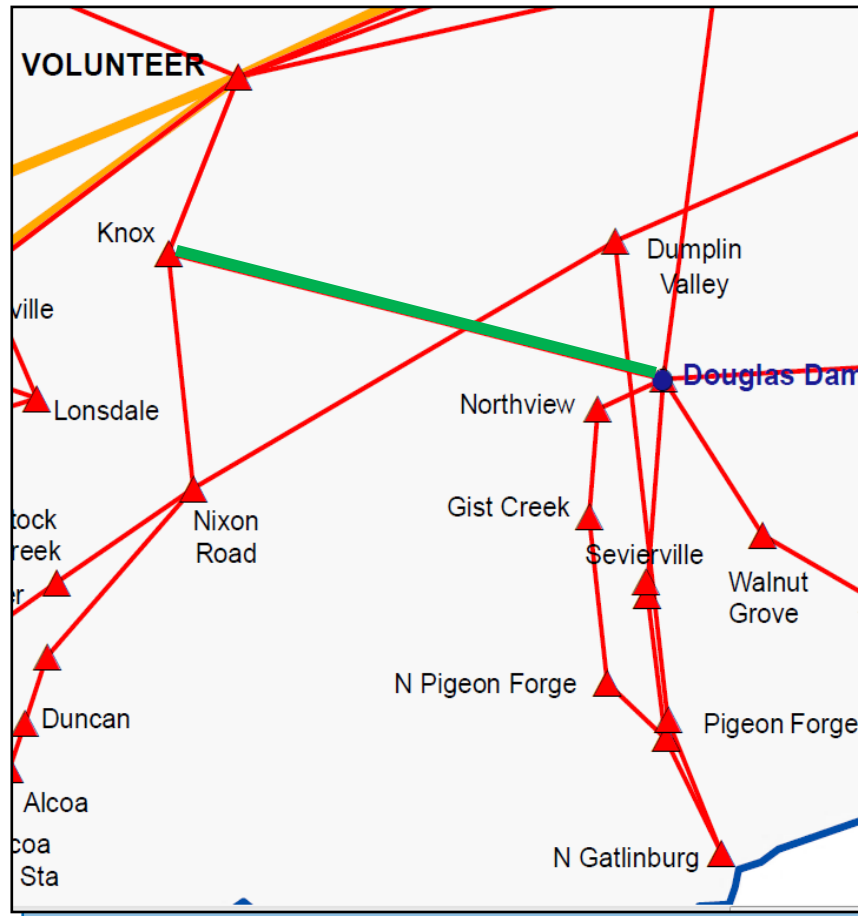 VOLUNTEER
Knox
Dumplin
Valley
ville
Douglas Dam
Lonsdale
Northview
Gist Creek
Nixon
Road
tock
reek
er
Sevierville
Walnut
Grove
N Pigeon Forge
Duncan
Pigeon Forge
Alcoa
coa
Sta
N Gatlinburg